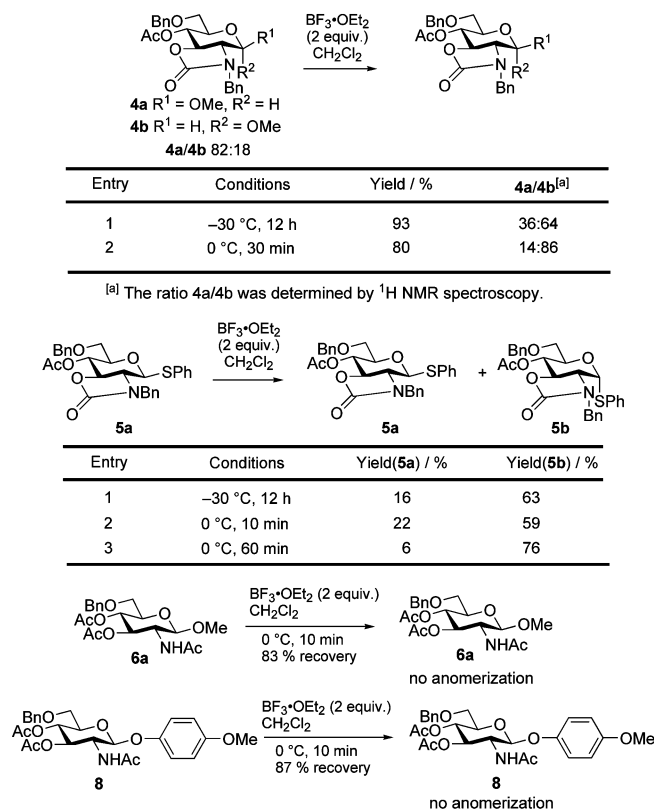 BnO
AcO
O
O
R¹
O
N
R²
Bn
4a R¹ = OMe, R² = H
4b R¹ = H, R² = OMe
4a/4b 82:18
BF₃•OEt₂
(2 equiv.)
CH₂Cl₂
BnO
AcO
O
O
R¹
O
N
R²
Bn
Entry Conditions Yield / % 4a/4b[a]
1 –30 °C, 12 h 93 36:64
2 0 °C, 30 min 80 14:86
[a] The ratio 4a/4b was determined by ¹H NMR spectroscopy.
BnO
AcO
O
O
SPh
O
NBn
5a
BF₃•OEt₂
(2 equiv.)
CH₂Cl₂
BnO
AcO
O
O
SPh
O
NBn
5a
+
BnO
AcO
O
O
O
N
SPh
Bn
5b
Entry Conditions Yield(5a) / % Yield(5b) / %
1 –30 °C, 12 h 16 63
2 0 °C, 10 min 22 59
3 0 °C, 60 min 6 76
BnO
AcO
AcO
O
OMe
NHAc
6a
BF₃•OEt₂ (2 equiv.)
CH₂Cl₂
0 °C, 10 min
83 % recovery
BnO
AcO
AcO
O
OMe
NHAc
6a
no anomerization
BnO
AcO
AcO
O
O
OMe
NHAc
8
BF₃•OEt₂ (2 equiv.)
CH₂Cl₂
0 °C, 10 min
87 % recovery
BnO
AcO
AcO
O
O
OMe
NHAc
8
no anomerization